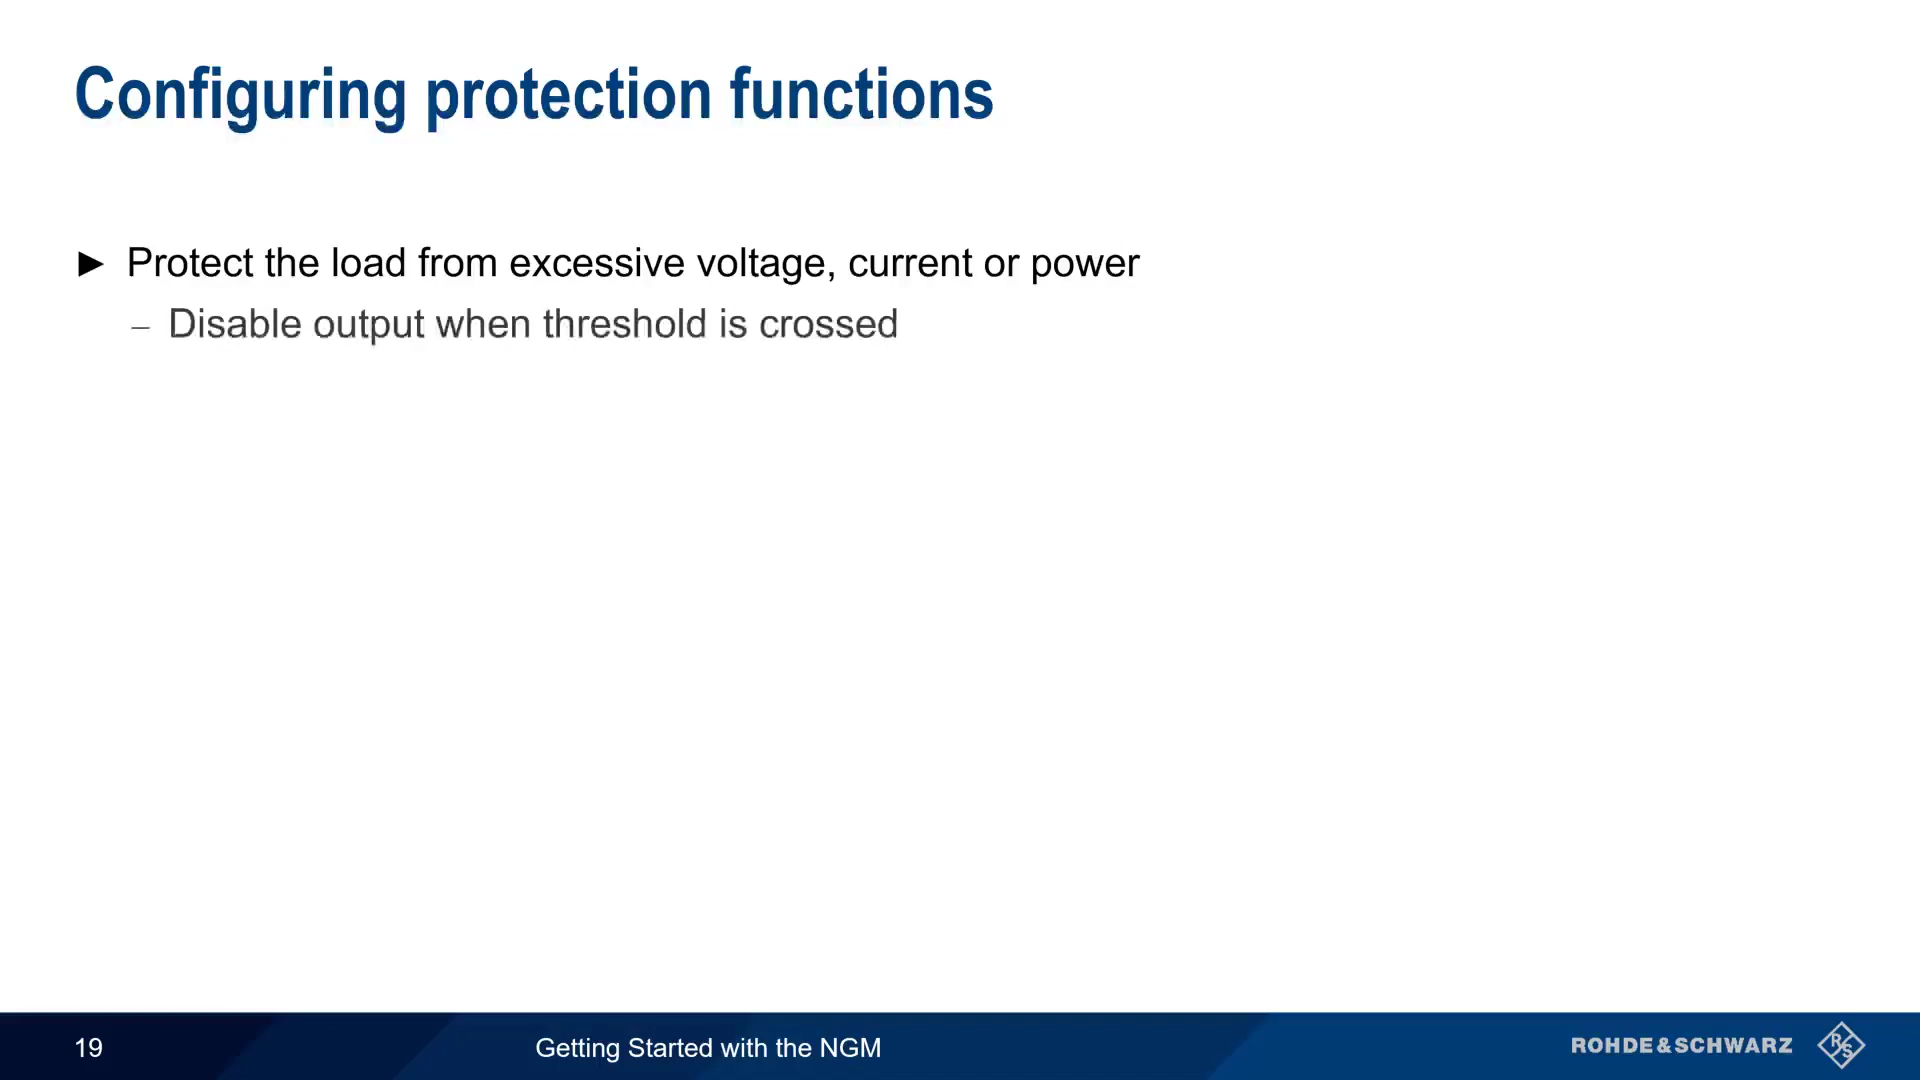 Configuring protection functions
► Protect the load from excessive voltage, current or power
– Disable output when threshold is crossed
19
Getting Started with the NGM
ROHDE&SCHWARZ
R&S